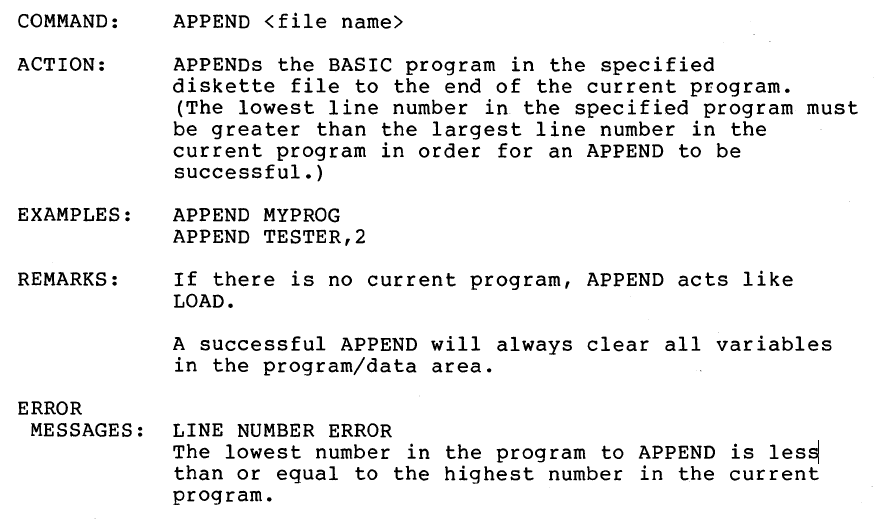 COMMAND: APPEND <file name>
ACTION: APPENDs the BASIC program in the specified
diskette file to the end of the current program.
(The lowest line number in the specified program must
be greater than the largest line number in the
current program in order for an APPEND to be
successful.)
EXAMPLES: APPEND MYPROG
APPEND TESTER,2
REMARKS: If there is no current program, APPEND acts like
LOAD.
A successful APPEND will always clear all variables
in the program/data area.
ERROR
MESSAGES: LINE NUMBER ERROR
The lowest number in the program to APPEND is less
than or equal to the highest number in the current
program.